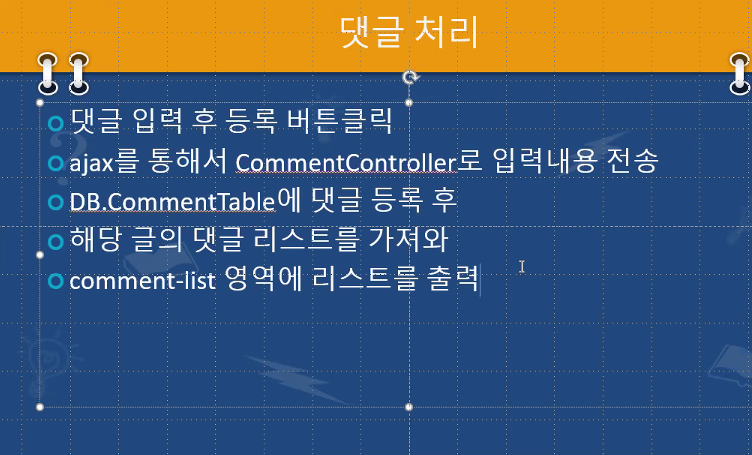 댓글 처리
댓글 입력 후 등록 버튼클릭
ajax를 통해서 CommentController로 입력내용 전송
DB.CommentTable에 댓글 등록 후
해당 글의 댓글 리스트를 가져와
comment-list 영역에 리스트를 출력